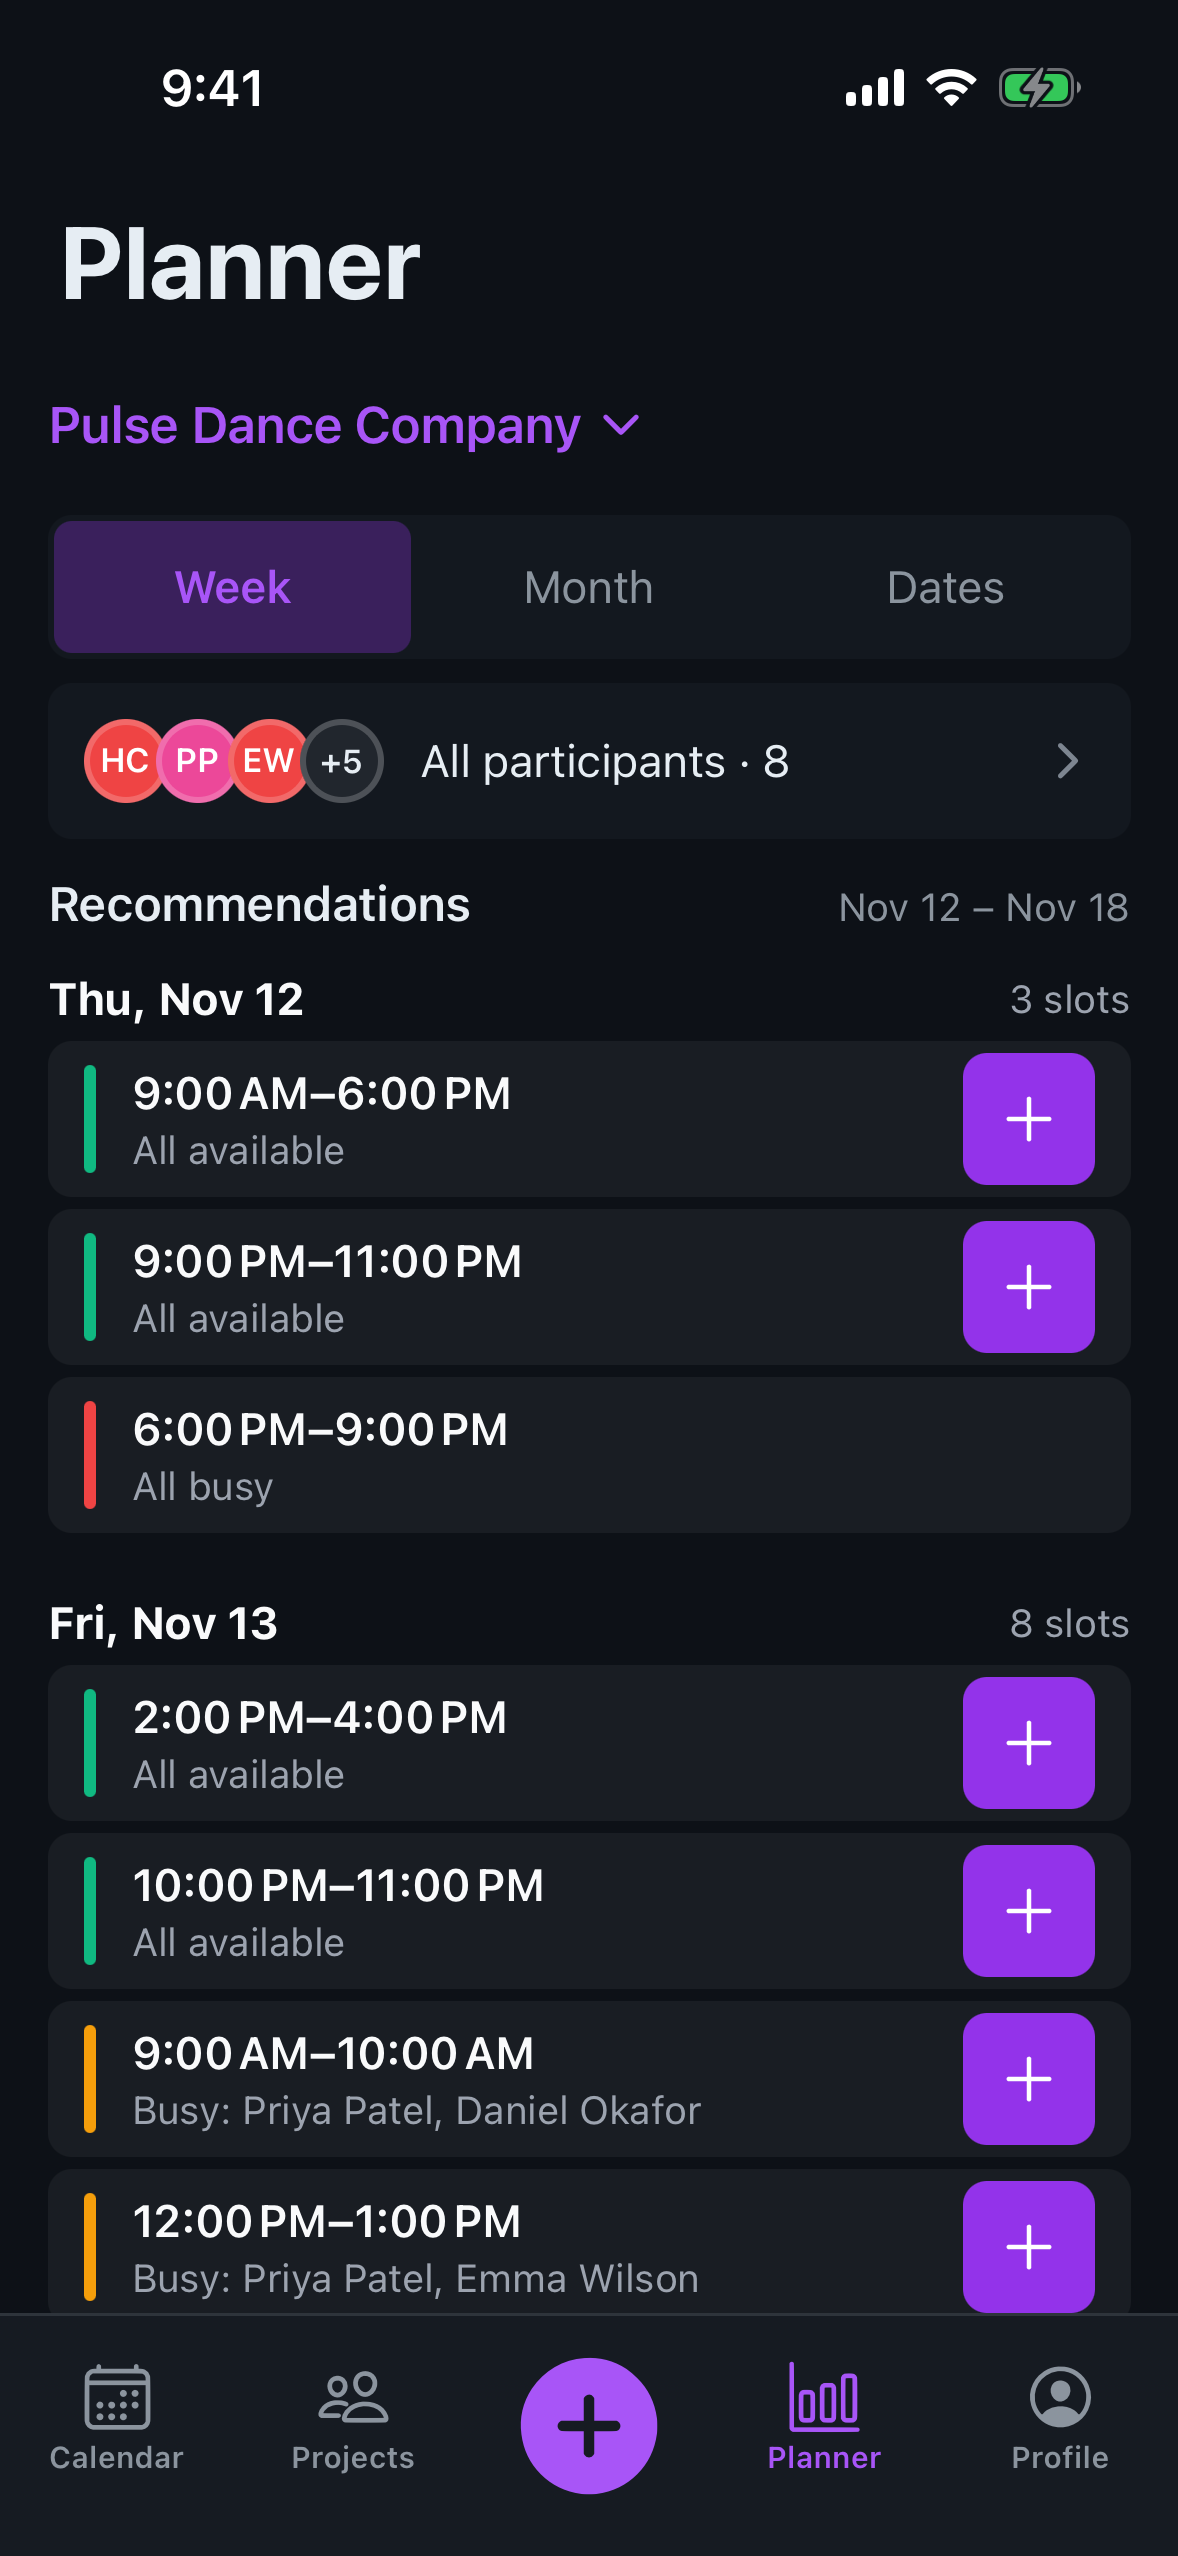 9:41
Planner
Pulse Dance Company
Week Month Dates
HC PP EW +5 All participants · 8
Recommendations Nov 12 – Nov 18
Thu, Nov 12 3 slots
9:00 AM–6:00 PM
All available
9:00 PM–11:00 PM
All available
6:00 PM–9:00 PM
All busy
Fri, Nov 13 8 slots
2:00 PM–4:00 PM
All available
10:00 PM–11:00 PM
All available
9:00 AM–10:00 AM
Busy: Priya Patel, Daniel Okafor
12:00 PM–1:00 PM
Busy: Priya Patel, Emma Wilson
Calendar Projects Planner Profile